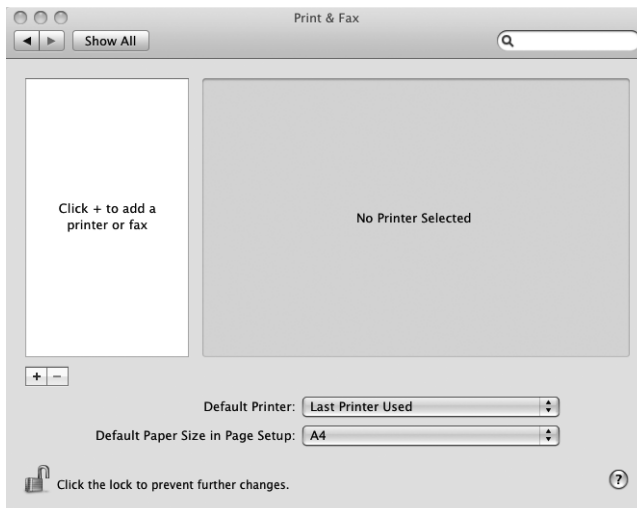 Print & Fax
Show All
Click + to add a
printer or fax
No Printer Selected
+ −
Default Printer: Last Printer Used
Default Paper Size in Page Setup: A4
Click the lock to prevent further changes.
?